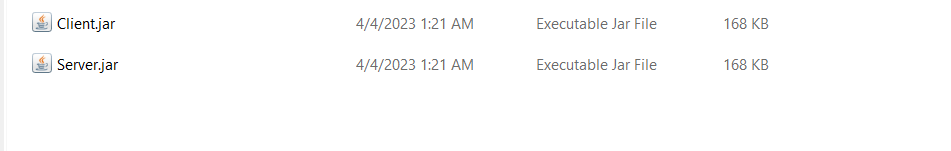 Client.jar 4/4/2023 1:21 AM Executable Jar File 168 KB
Server.jar 4/4/2023 1:21 AM Executable Jar File 168 KB